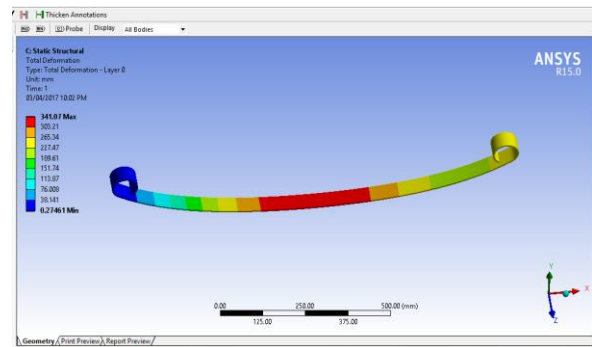 Thicken Annotations
Probe Display All Bodies
C: Static Structural
Total Deformation
Type: Total Deformation - Layer 0
Unit: mm
Time: 1
03/04/2017 10:02 PM
ANSYS
R15.0
341.07 Max
303.21
265.34
227.47
189.61
151.74
113.87
76.008
38.141
0.27461 Min
0.00 250.00 500.00 (mm)
125.00 375.00
Y
X
Z
Geometry Print Preview Report Preview